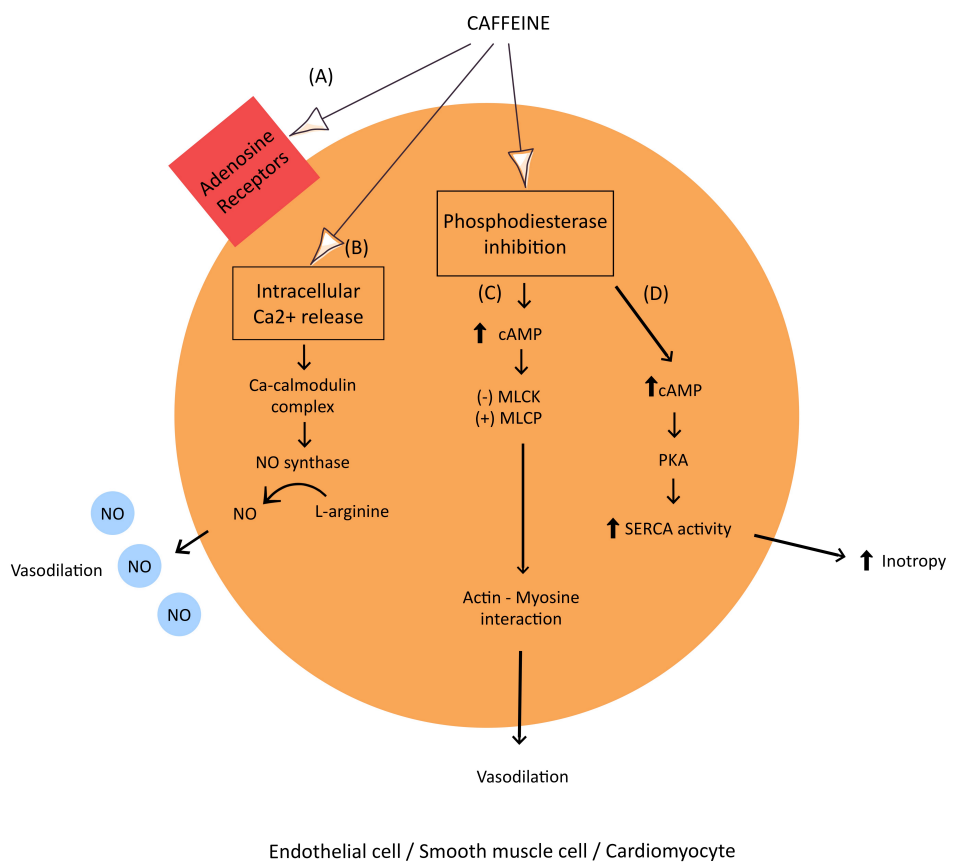 CAFFEINE
(A)
Adenosine
Receptors
(B)
Intracellular
Ca2+ release
Ca-calmodulin
complex
NO synthase
NO
L-arginine
NO
NO
NO
Vasodilation
Phosphodiesterase
inhibition
(C)
cAMP
(-) MLCK
(+) MLCP
Actin - Myosine
interaction
Vasodilation
(D)
cAMP
PKA
SERCA activity
Inotropy
Endothelial cell / Smooth muscle cell / Cardiomyocyte